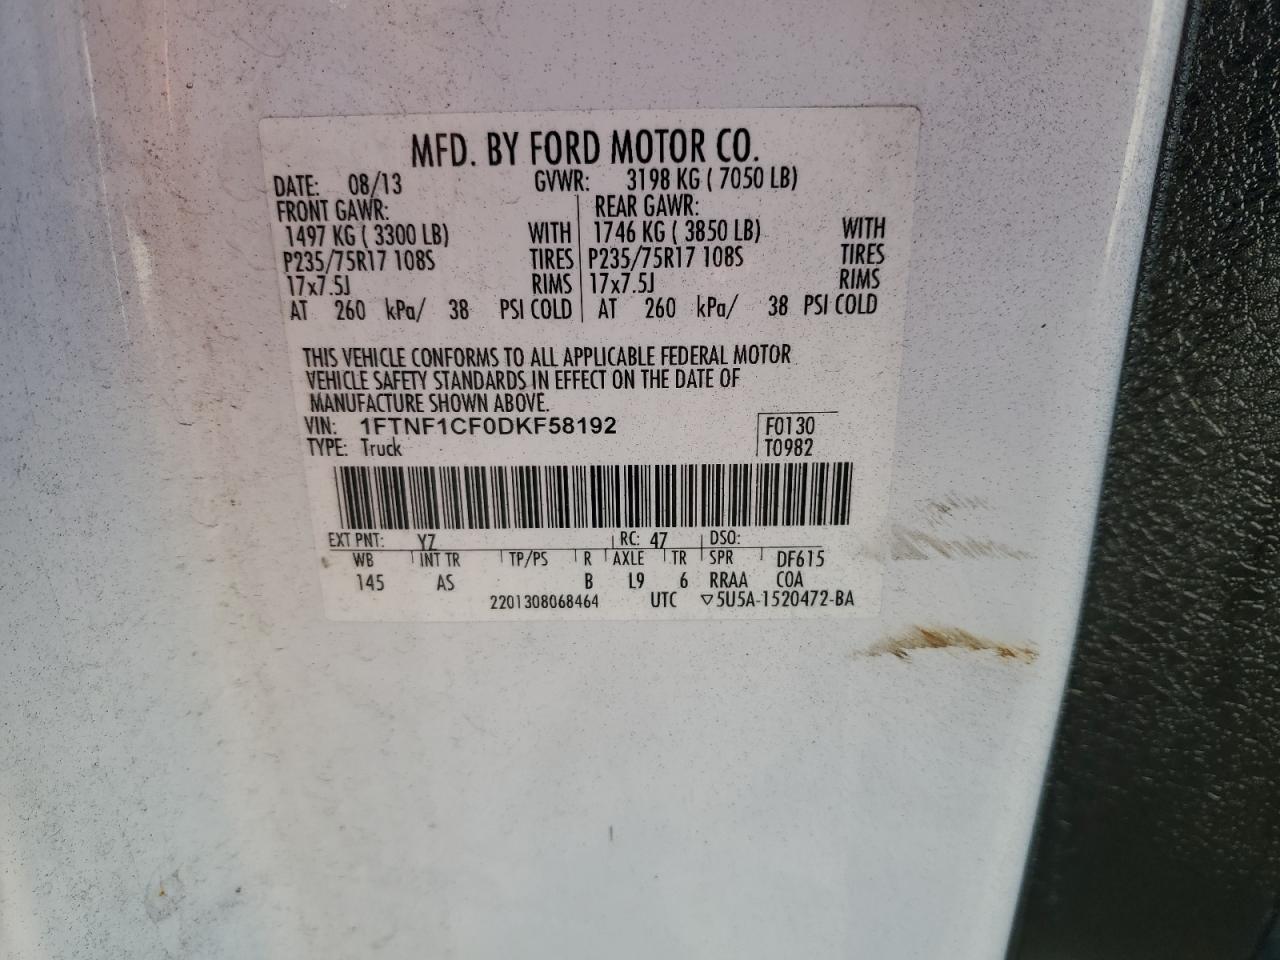 MFD. BY FORD MOTOR CO.
DATE: 08/13 GVWR: 3198 KG ( 7050 LB)
FRONT GAWR: REAR GAWR:
1497 KG ( 3300 LB) WITH 1746 KG ( 3850 LB) WITH
P235/75R17 108S TIRES P235/75R17 108S TIRES
17x7.5J RIMS 17x7.5J RIMS
AT 260 kPa/ 38 PSI COLD AT 260 kPa/ 38 PSI COLD
THIS VEHICLE CONFORMS TO ALL APPLICABLE FEDERAL MOTOR
VEHICLE SAFETY STANDARDS IN EFFECT ON THE DATE OF
MANUFACTURE SHOWN ABOVE.
VIN: 1FTNF1CF0DKF58192 F0130
TYPE: Truck T0982
EXT PNT: YZ RC: 47 DSO:
WB INT TR TP/PS R AXLE TR SPR DF615
145 AS B L9 6 RRAA COA
2201308068464 UTC ▽5U5A-1520472-BA